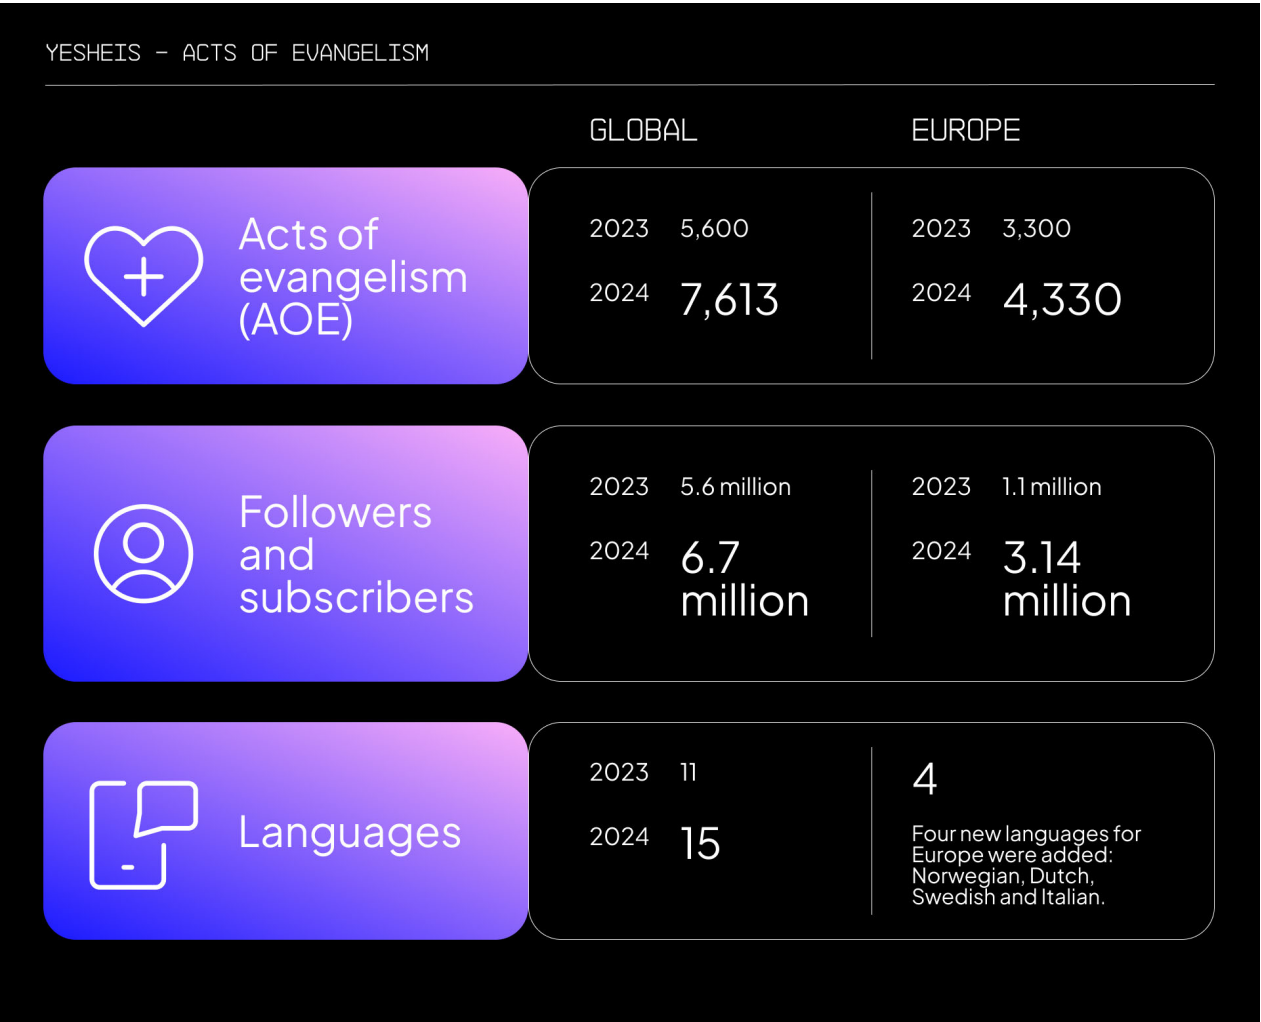 YESHEIS – ACTS OF EVANGELISM
GLOBAL
EUROPE
Acts of
evangelism
(AOE)
2023 5,600
2024 7,613
2023 3,300
2024 4,330
Followers
and
subscribers
2023 5.6 million
2024 6.7
million
2023 1.1 million
2024 3.14
million
Languages
2023 11
2024 15
4
Four new languages for
Europe were added:
Norwegian, Dutch,
Swedish and Italian.